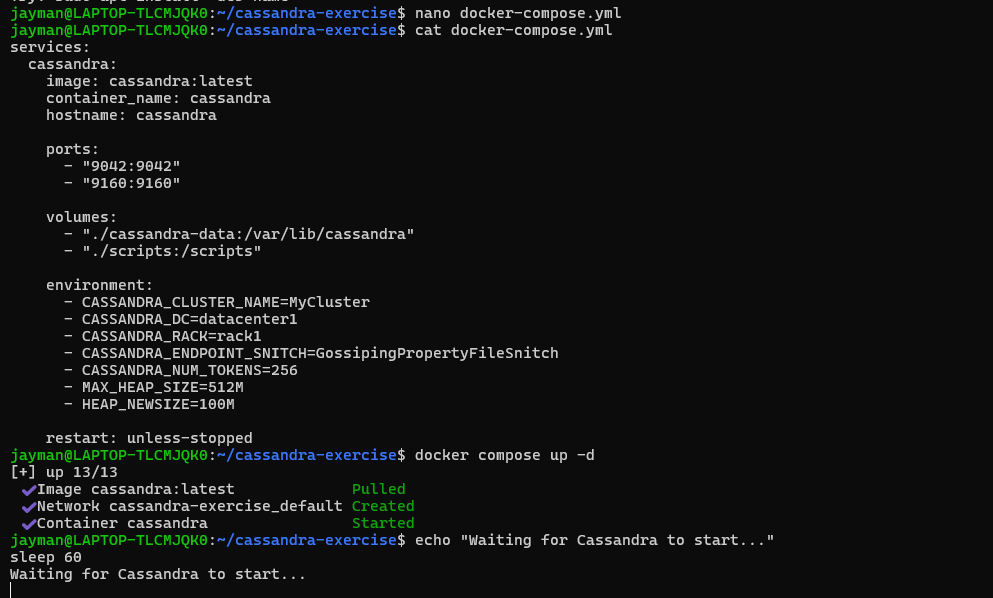 jayman@LAPTOP-TLCMJQK0:~/cassandra-exercise$ nano docker-compose.yml
jayman@LAPTOP-TLCMJQK0:~/cassandra-exercise$ cat docker-compose.yml
services:
  cassandra:
    image: cassandra:latest
    container_name: cassandra
    hostname: cassandra

    ports:
      - "9042:9042"
      - "9160:9160"

    volumes:
      - "./cassandra-data:/var/lib/cassandra"
      - "./scripts:/scripts"

    environment:
      - CASSANDRA_CLUSTER_NAME=MyCluster
      - CASSANDRA_DC=datacenter1
      - CASSANDRA_RACK=rack1
      - CASSANDRA_ENDPOINT_SNITCH=GossipingPropertyFileSnitch
      - CASSANDRA_NUM_TOKENS=256
      - MAX_HEAP_SIZE=512M
      - HEAP_NEWSIZE=100M

    restart: unless-stopped
jayman@LAPTOP-TLCMJQK0:~/cassandra-exercise$ docker compose up -d
[+] up 13/13
 ✔Image cassandra:latest             Pulled
 ✔Network cassandra-exercise_default Created
 ✔Container cassandra                Started
jayman@LAPTOP-TLCMJQK0:~/cassandra-exercise$ echo "Waiting for Cassandra to start..."
sleep 60
Waiting for Cassandra to start...